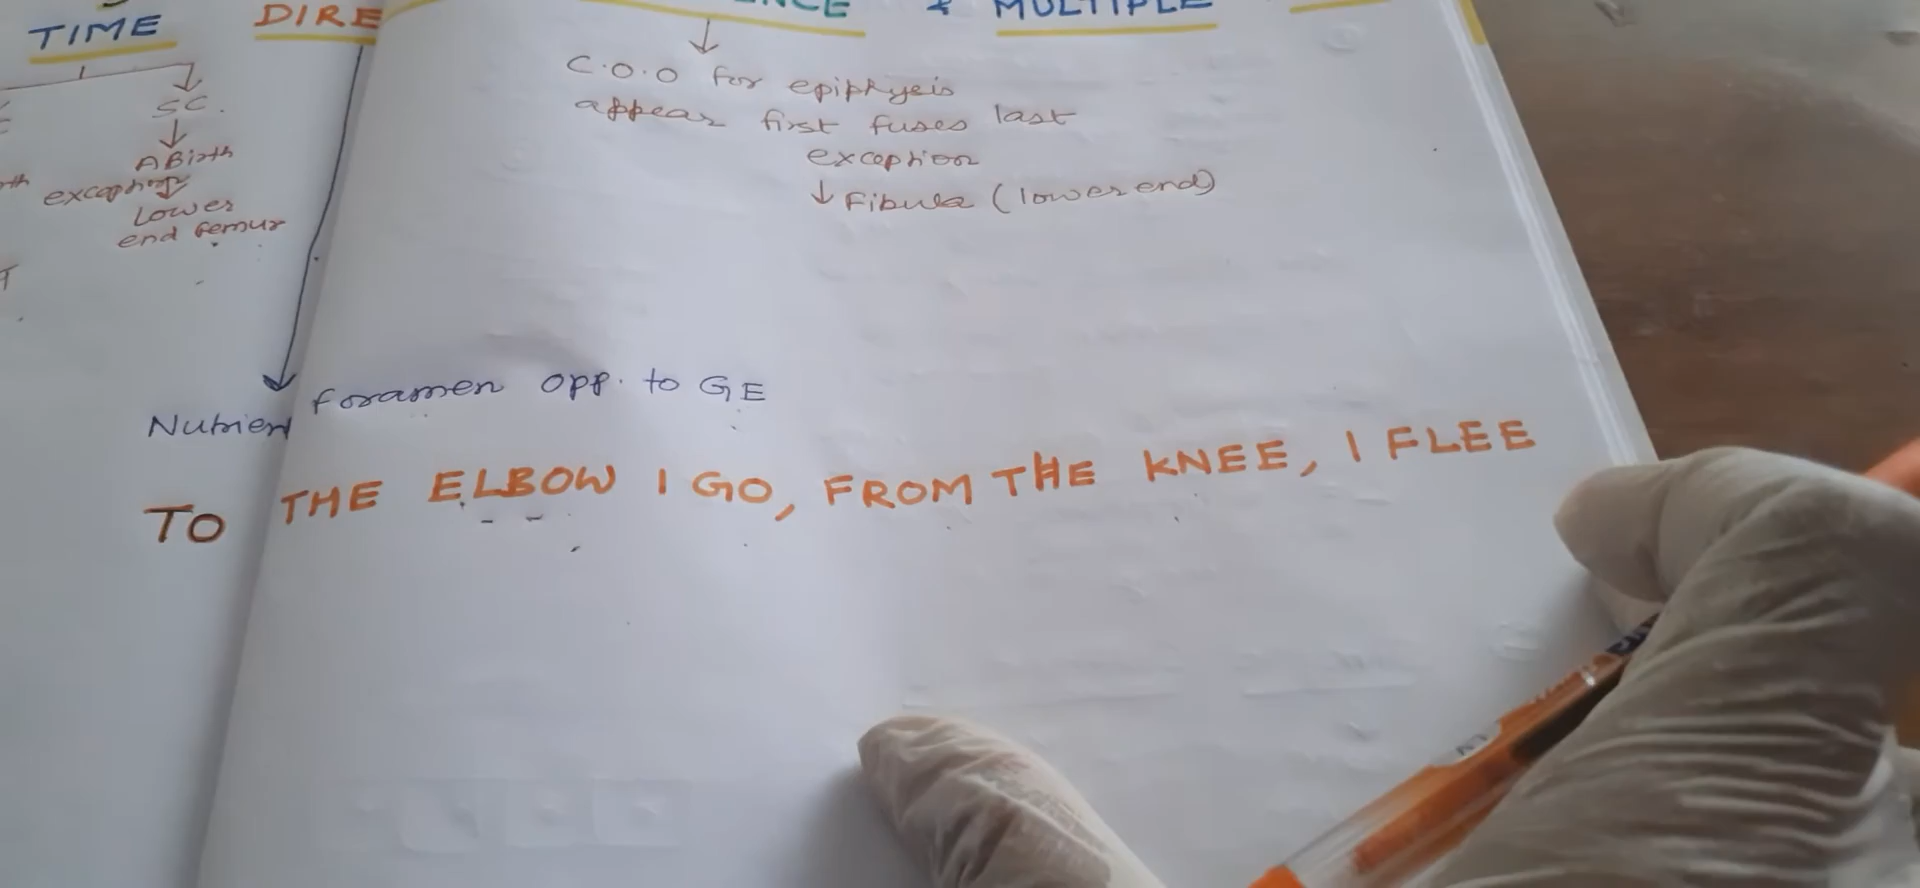 TIME
DIRE
& MULTIPLE
SC.
A Birth
exception
Lower
end femur
C.O.O for epiphysis
appear first fuses last
exception
Fibula (lower end)
Nutrient foramen opp. to GE
TO THE ELBOW I GO, FROM THE KNEE, I FLEE